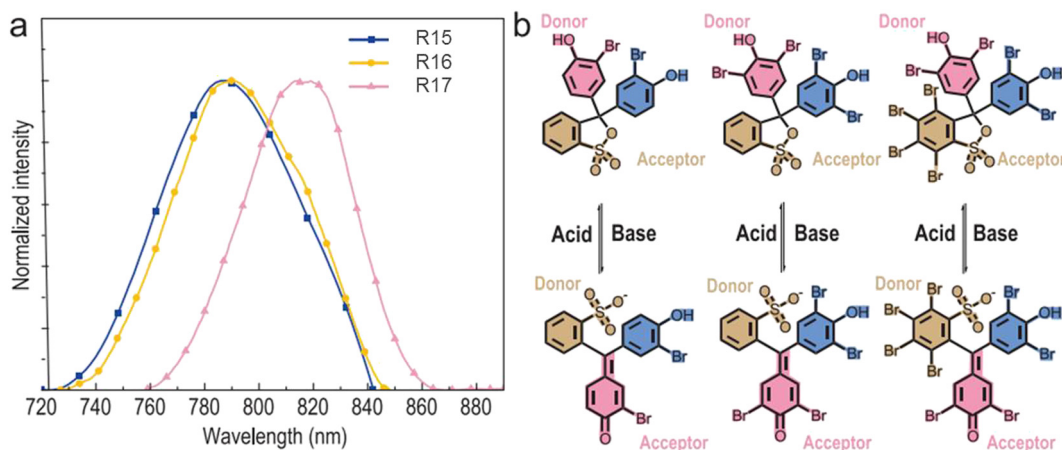 a
R15
R16
R17
Normalized intensity
720 740 760 780 800 820 840 860 880
Wavelength (nm)
b
Donor
HO
Br
Br
OH
O
S
O
O
Acceptor
Acid
Base
Donor
O
O-
S
O
OH
Br
Br
O
Acceptor
Donor
HO
Br
Br
Br
OH
Br
O
S
O
O
Acceptor
Acid
Base
Donor
O
O-
S
O
Br
OH
Br
Br
Br
O
Acceptor
Donor
HO
Br
Br
Br
Br
OH
Br
Br
Br
O
S
O
O
Acceptor
Acid
Base
Donor
Br
O
O-
S
O
Br
Br
OH
Br
Br
Br
Br
Br
O
Acceptor